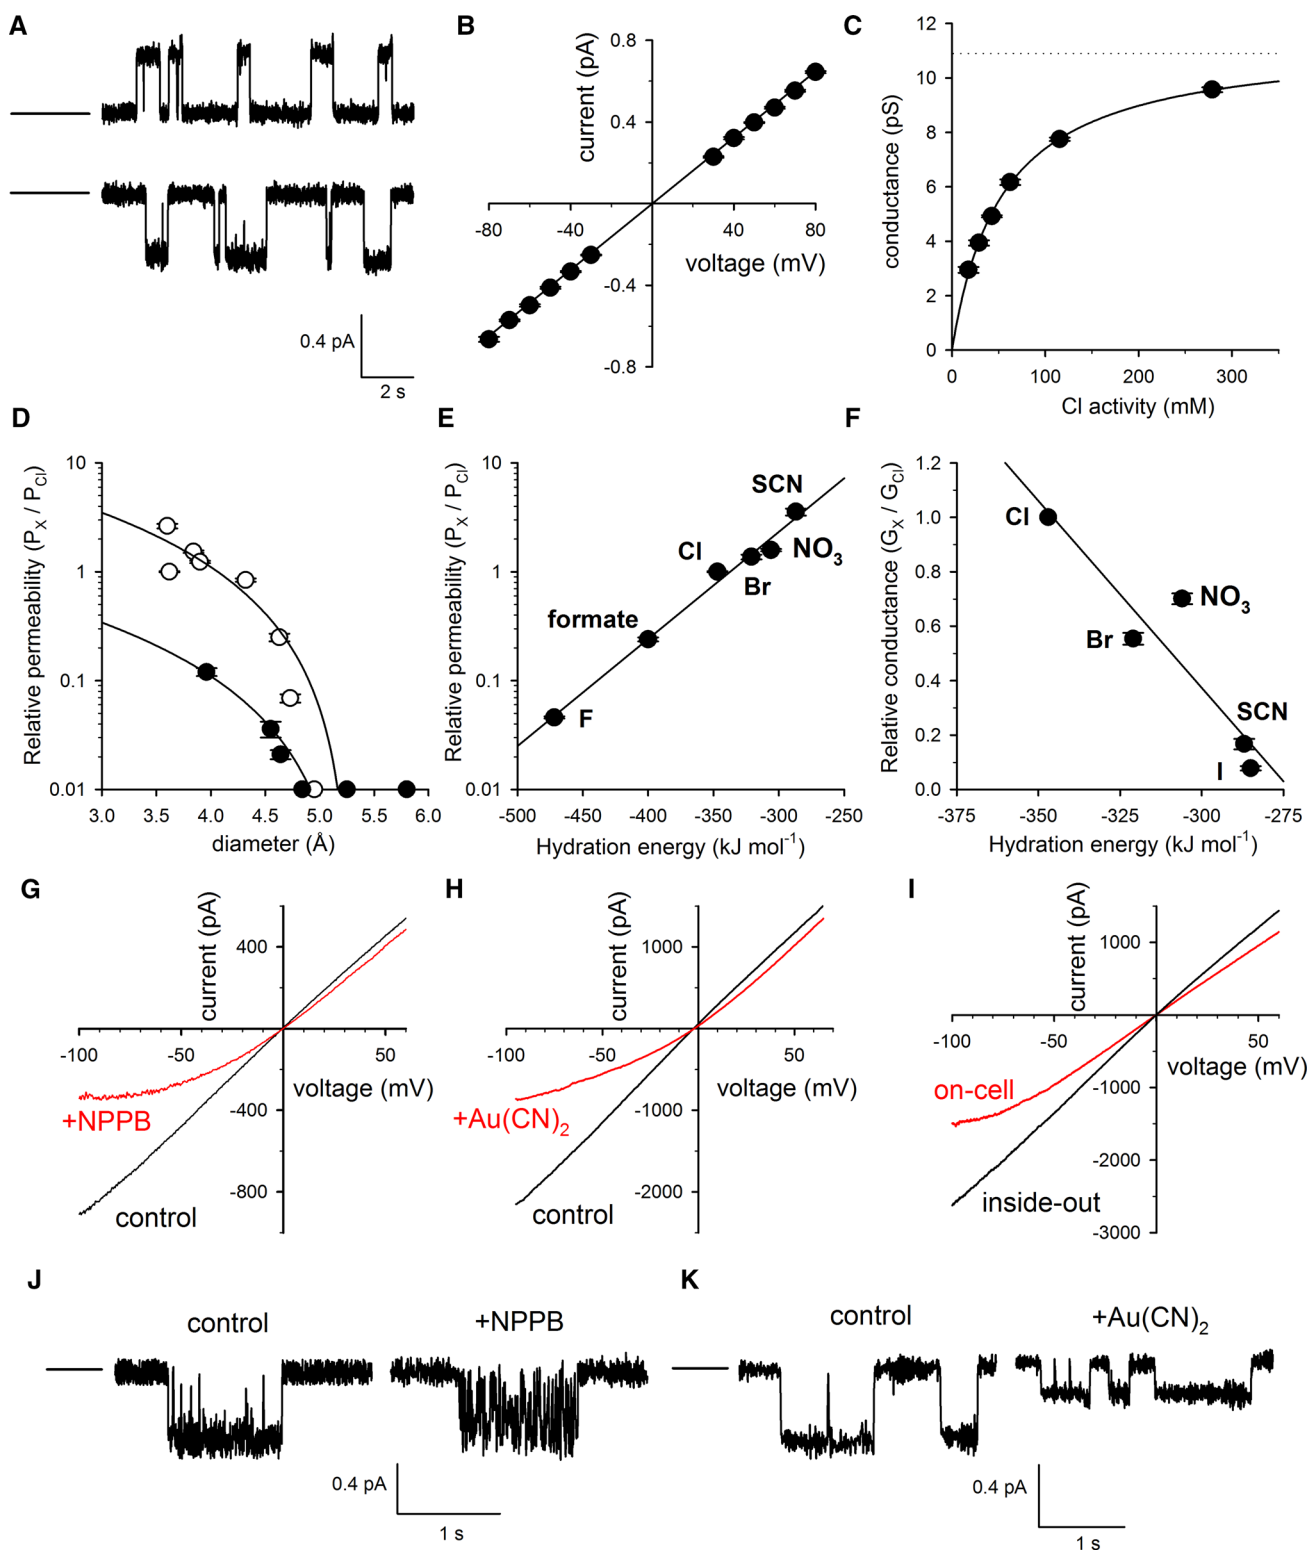 A
0.4 pA
2 s
B
current (pA)
0.8
0.4
-0.4
-0.8
-80
-40
40
80
voltage (mV)
C
conductance (pS)
12
10
8
6
4
2
0
0
100
200
300
Cl activity (mM)
D
Relative permeability (PX / PCl)
10
1
0.1
0.01
3.0
3.5
4.0
4.5
5.0
5.5
6.0
diameter (Å)
E
Relative permeability (PX / PCl)
10
1
0.1
0.01
SCN
Cl
NO3
Br
formate
F
-500
-450
-400
-350
-300
-250
Hydration energy (kJ mol-1)
F
Relative conductance (GX / GCl)
1.2
1.0
0.8
0.6
0.4
0.2
0.0
Cl
NO3
Br
SCN
I
-375
-350
-325
-300
-275
Hydration energy (kJ mol-1)
G
current (pA)
400
-400
-800
-100
-50
50
voltage (mV)
+NPPB
control
H
current (pA)
1000
-1000
-2000
-100
-50
50
voltage (mV)
+Au(CN)2
control
I
current (pA)
1000
-1000
-2000
-3000
-100
-50
50
voltage (mV)
on-cell
inside-out
J
control
+NPPB
0.4 pA
1 s
K
control
+Au(CN)2
0.4 pA
1 s